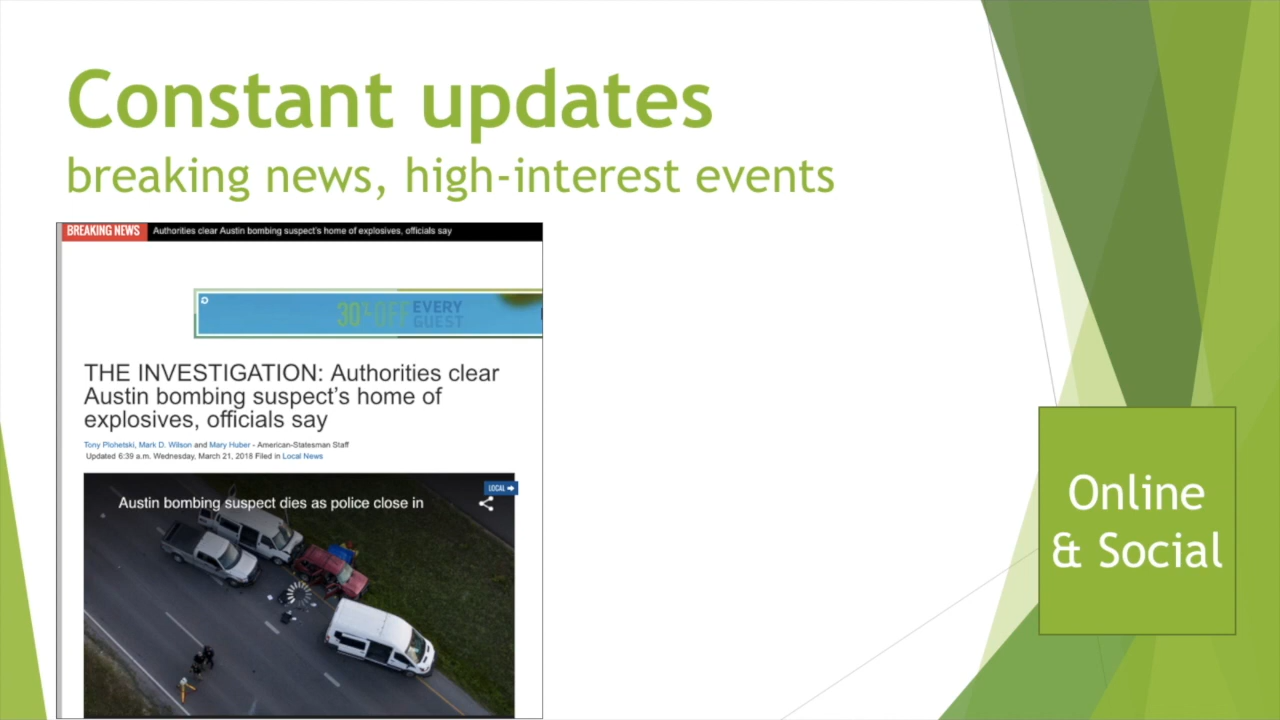 Constant updates
breaking news, high-interest events
BREAKING NEWS Authorities clear Austin bombing suspect's home of explosives, officials say
30% OFF EVERY GUEST
THE INVESTIGATION: Authorities clear
Austin bombing suspect's home of
explosives, officials say
Tony Plohetski, Mark D. Wilson and Mary Huber - American-Statesman Staff
Updated 6:39 a.m. Wednesday, March 21, 2018 Filed in Local News
LOCAL
Austin bombing suspect dies as police close in
Online
& Social